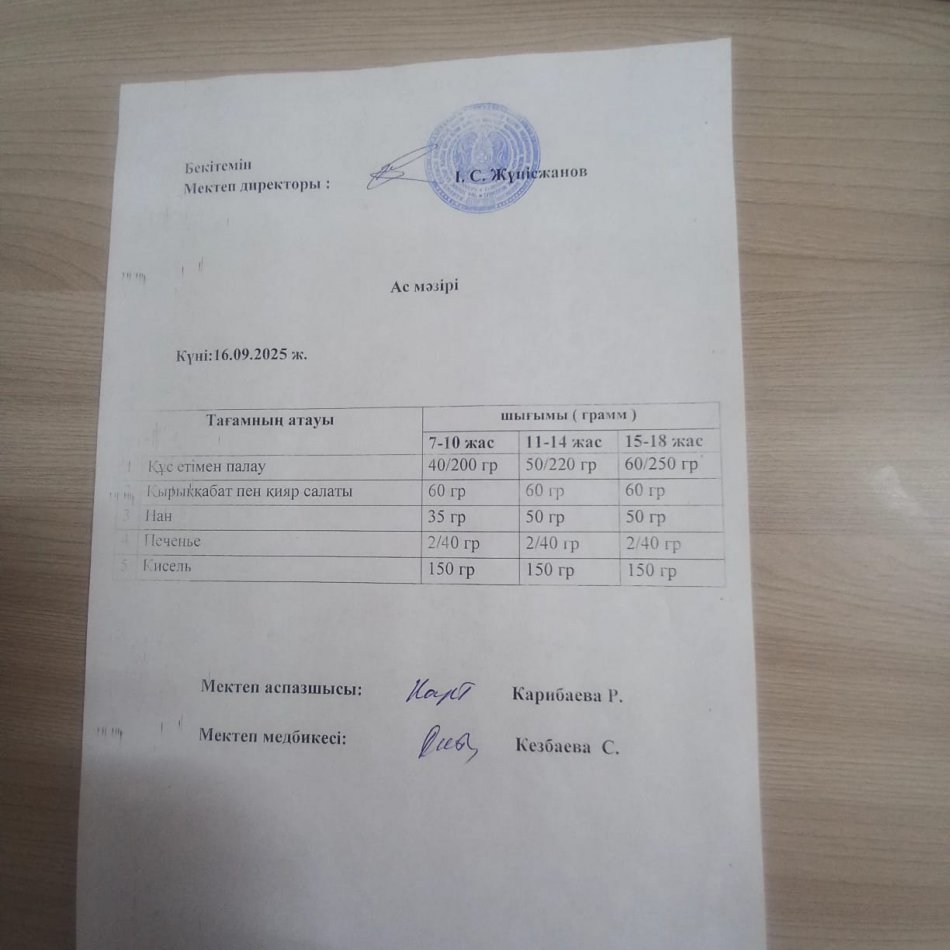 Бекітемін
Мектеп директоры : І. С. Жүпісжанов
Ас мәзірі
Күні:16.09.2025 ж.
Тағамның атауы шығымы ( грамм )
7-10 жас 11-14 жас 15-18 жас
1 Құс етімен палау 40/200 гр 50/220 гр 60/250 гр
Қырыққабат пен қияр салаты 60 гр 60 гр 60 гр
3 Нан 35 гр 50 гр 50 гр
4 Печенье 2/40 гр 2/40 гр 2/40 гр
5 Кисель 150 гр 150 гр 150 гр
Мектеп аспазшысы: Карибаева Р.
Мектеп медбикесі: Кезбаева С.